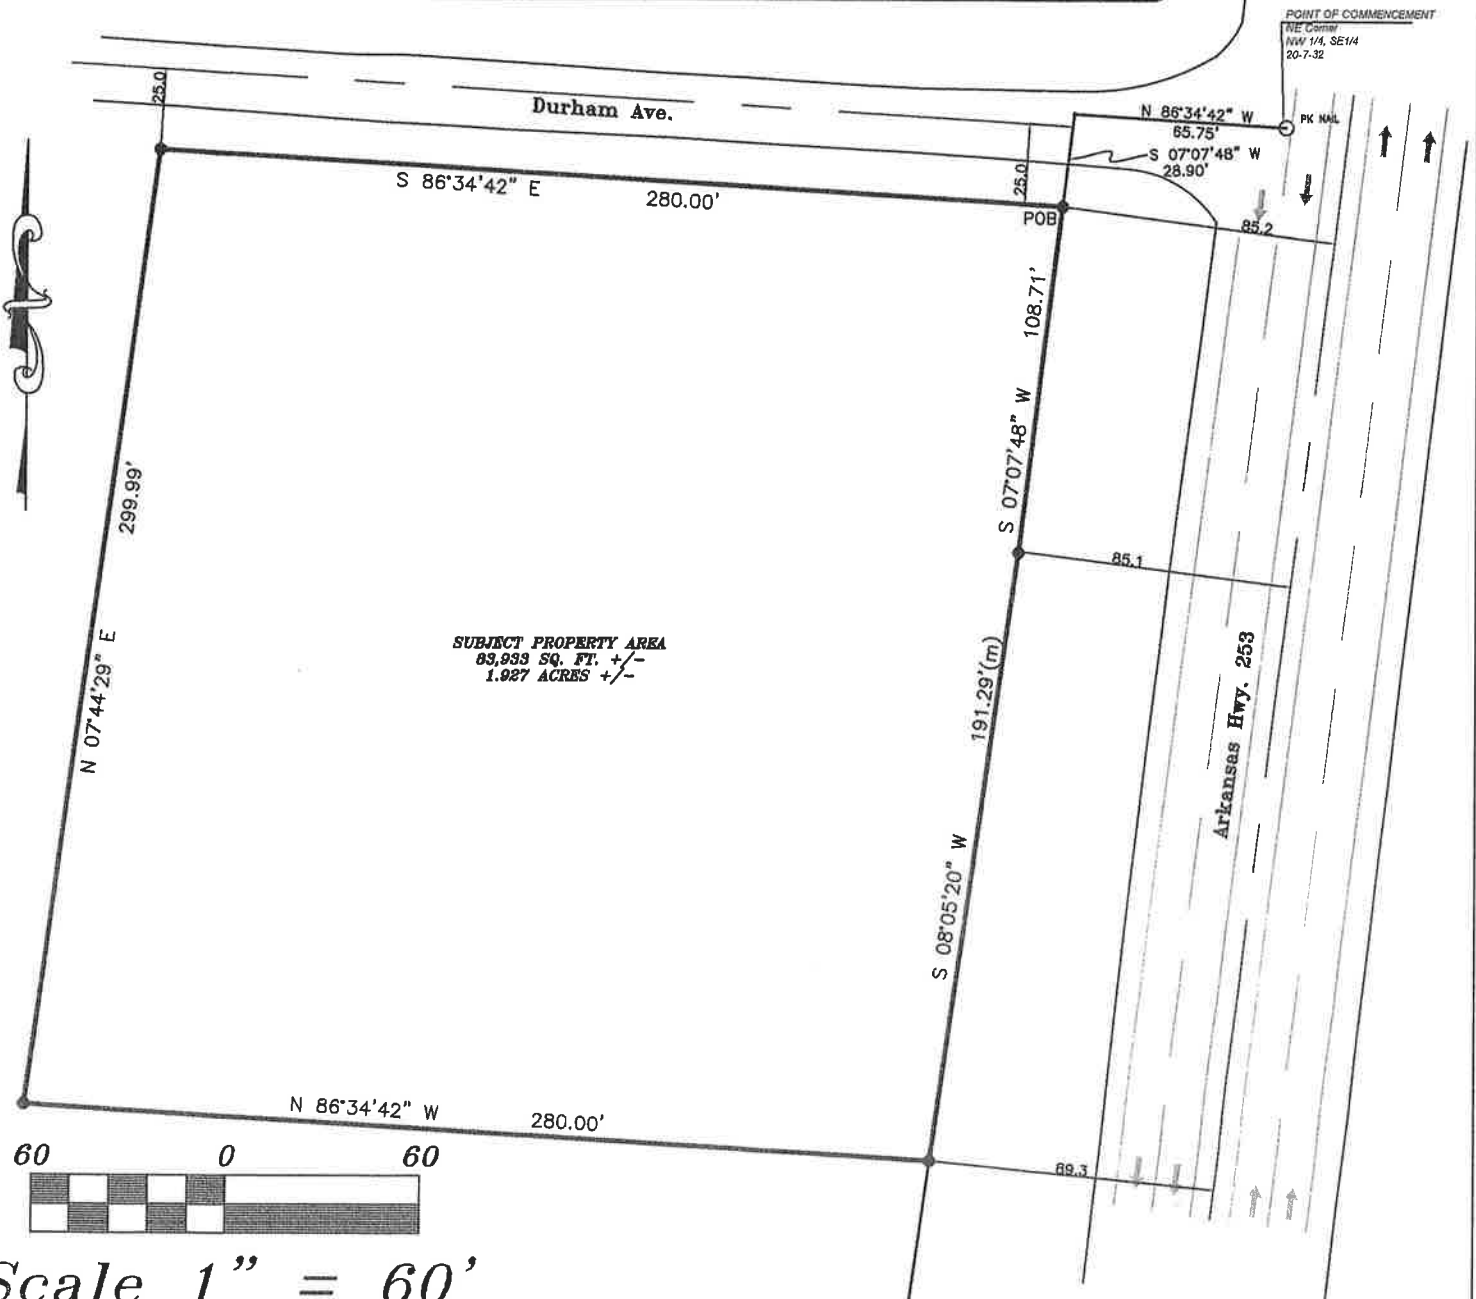 POINT OF COMMENCEMENT
NE Corner
NW 1/4, SE1/4
20-7-32
N 86°34'42" W
65.75'
PK NAIL
S 07°07'48" W
28.90'
25.0
Durham Ave.
25.0
S 86°34'42" E 280.00'
POB
85.2
108.71'
S 07°07'48" W
299.99'
N 07°44'29" E
85.1
SUBJECT PROPERTY AREA
83,933 SQ. FT. +/-
1.927 ACRES +/-
191.29'(m)
S 08°05'20" W
Arkansas Hwy. 253
N 86°34'42" W 280.00'
89.3
60 0 60
Scale 1" = 60'